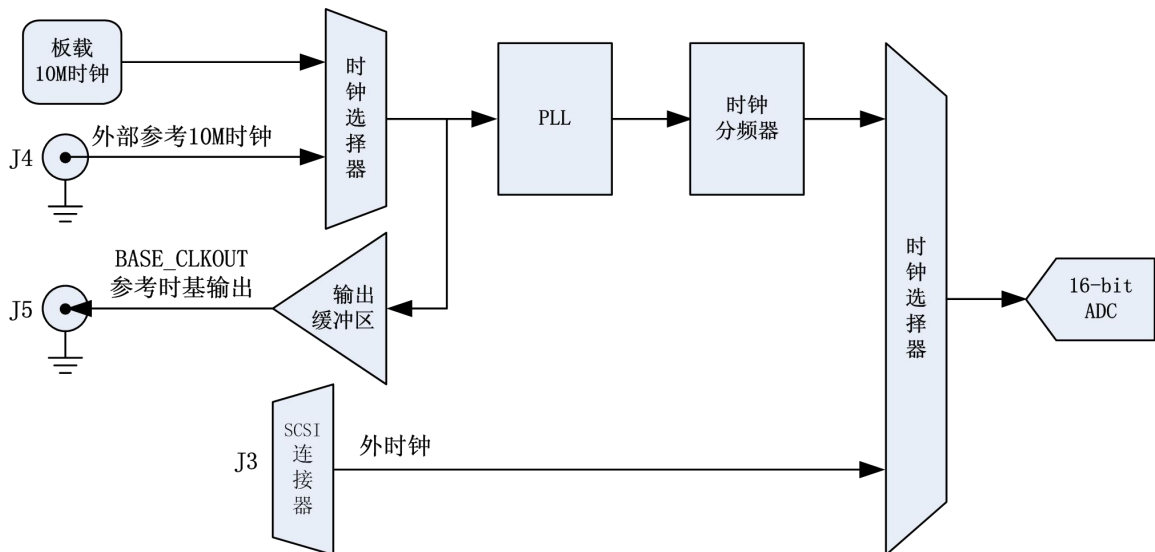 板载
10M时钟
时
钟
选
择
器
J4
外部参考10M时钟
PLL
时钟
分频器
BASE_CLKOUT
参考时基输出
J5
输出
缓冲区
时
钟
选
择
器
16-bit
ADC
J3
SCSI
连
接
器
外时钟